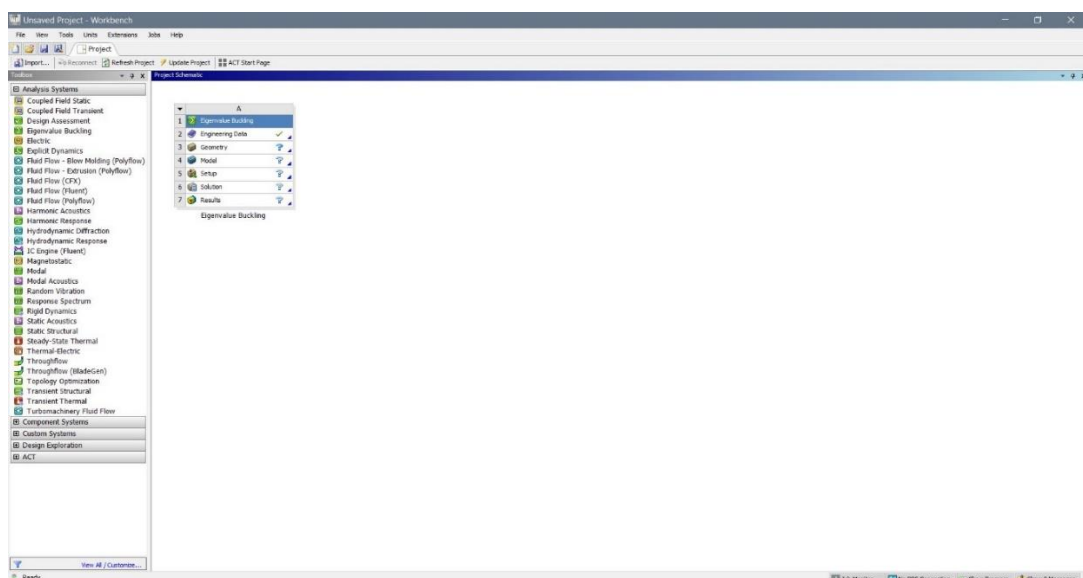 Unsaved Project - Workbench
File View Tools Units Extensions Jobs Help
Project
Import... Reconnect Refresh Project Update Project ACT Start Page
Toolbox
Project Schematic
Analysis Systems
Coupled Field Static
Coupled Field Transient
Design Assessment
Eigenvalue Buckling
Electric
Explicit Dynamics
Fluid Flow - Blow Molding (Polyflow)
Fluid Flow - Extrusion (Polyflow)
Fluid Flow (CFX)
Fluid Flow (Fluent)
Fluid Flow (Polyflow)
Harmonic Acoustics
Harmonic Response
Hydrodynamic Diffraction
Hydrodynamic Response
IC Engine (Fluent)
Magnetostatic
Modal
Modal Acoustics
Random Vibration
Response Spectrum
Rigid Dynamics
Static Acoustics
Static Structural
Steady-State Thermal
Thermal-Electric
Throughflow
Throughflow (BladeGen)
Topology Optimization
Transient Structural
Transient Thermal
Turbomachinery Fluid Flow
Component Systems
Custom Systems
Design Exploration
ACT
View All / Customize...
A
1 Eigenvalue Buckling
2 Engineering Data
3 Geometry ?
4 Model ?
5 Setup ?
6 Solution ?
7 Results ?
Eigenvalue Buckling
Ready